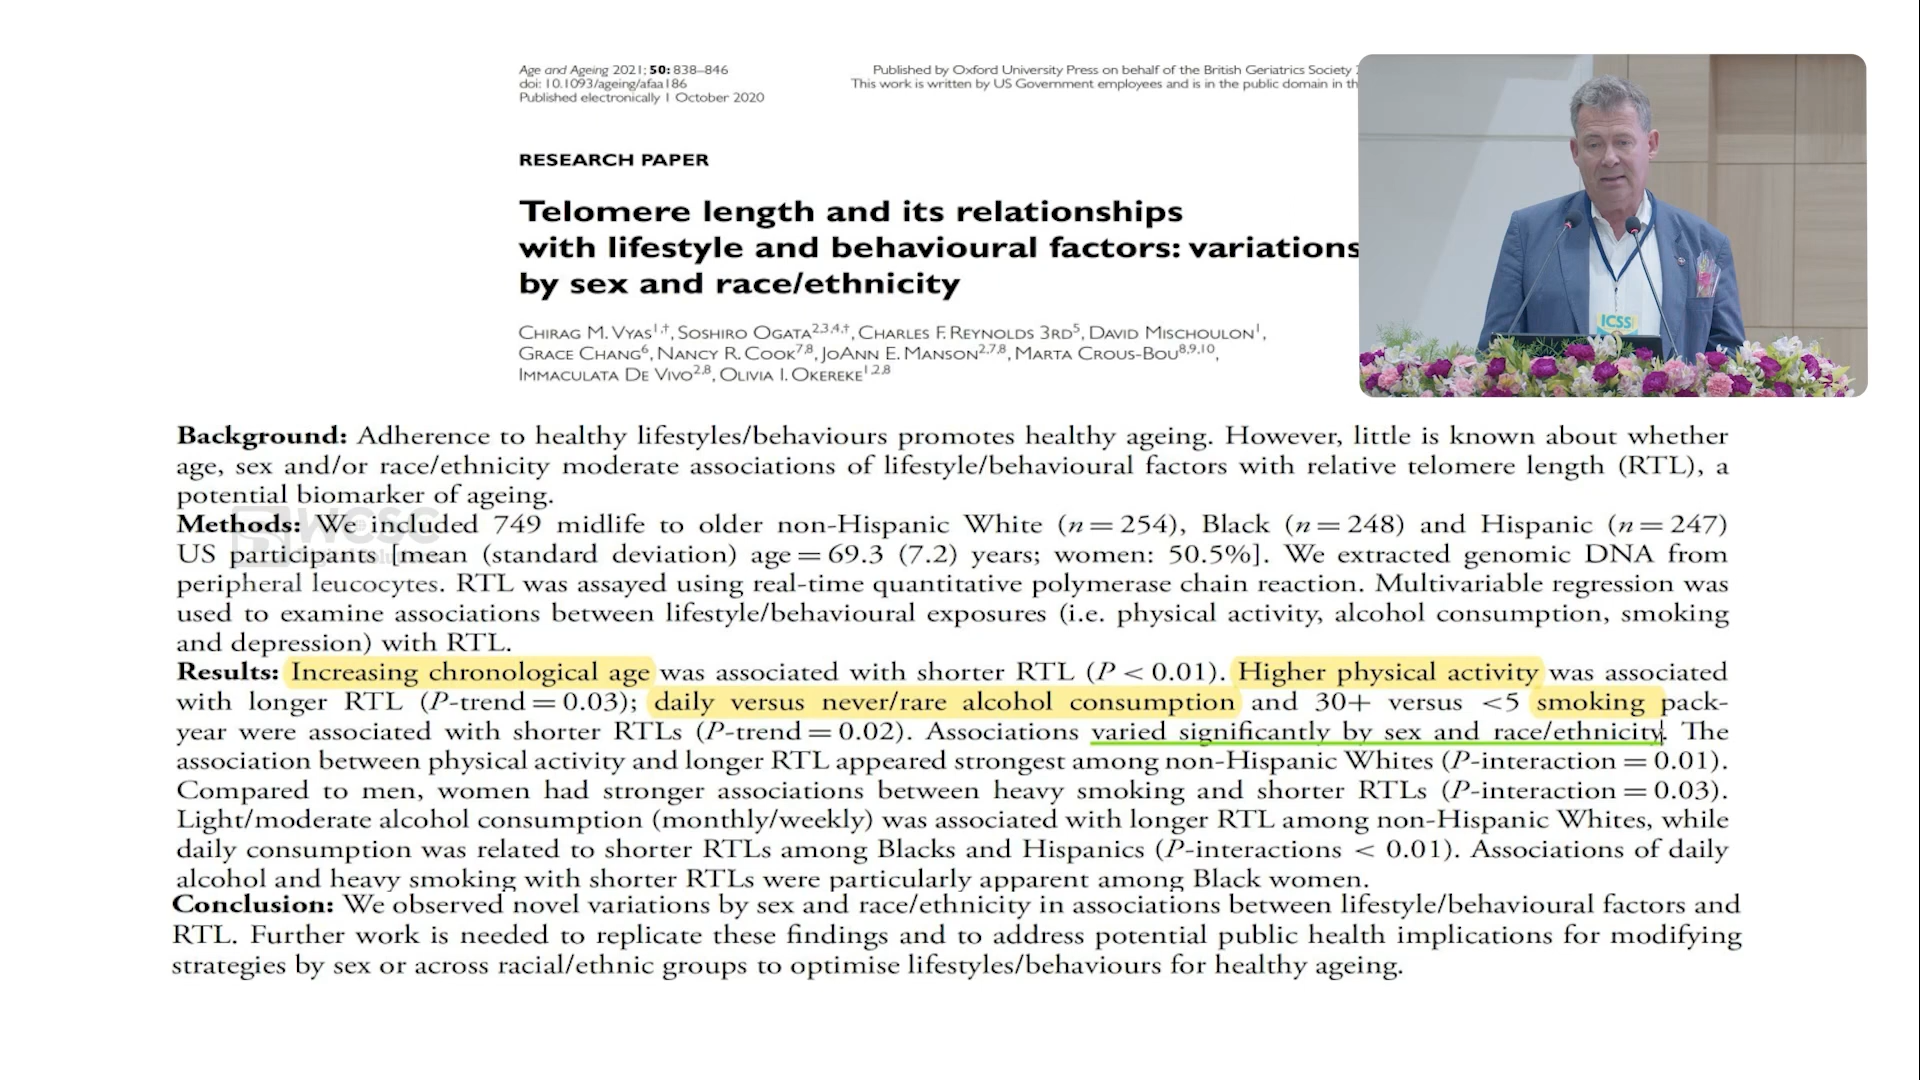 Age and Ageing 2021; 50: 838–846
doi: 10.1093/ageing/afaa186
Published electronically 1 October 2020
Published by Oxford University Press on behalf of the British Geriatrics Society
This work is written by US Government employees and is in the public domain in
RESEARCH PAPER
Telomere length and its relationships
with lifestyle and behavioural factors: variations
by sex and race/ethnicity
CHIRAG M. VYAS1,†, SOSHIRO OGATA2,3,4,†, CHARLES F. REYNOLDS 3RD5, DAVID MISCHOULON1,
GRACE CHANG6, NANCY R. COOK7,8, JOANN E. MANSON2,7,8, MARTA CROUS-BOU8,9,10,
IMMACULATA DE VIVO2,8, OLIVIA I. OKEREKE1,2,8
ICSS
Background: Adherence to healthy lifestyles/behaviours promotes healthy ageing. However, little is known about whether
age, sex and/or race/ethnicity moderate associations of lifestyle/behavioural factors with relative telomere length (RTL), a
potential biomarker of ageing.
WCSC
Methods: We included 749 midlife to older non-Hispanic White (n = 254), Black (n = 248) and Hispanic (n = 247)
US participants [mean (standard deviation) age = 69.3 (7.2) years; women: 50.5%]. We extracted genomic DNA from
peripheral leucocytes. RTL was assayed using real-time quantitative polymerase chain reaction. Multivariable regression was
used to examine associations between lifestyle/behavioural exposures (i.e. physical activity, alcohol consumption, smoking
and depression) with RTL.
Results: Increasing chronological age was associated with shorter RTL (P < 0.01). Higher physical activity was associated
with longer RTL (P-trend = 0.03); daily versus never/rare alcohol consumption and 30+ versus <5 smoking pack-
year were associated with shorter RTLs (P-trend = 0.02). Associations varied significantly by sex and race/ethnicity. The
association between physical activity and longer RTL appeared strongest among non-Hispanic Whites (P-interaction = 0.01).
Compared to men, women had stronger associations between heavy smoking and shorter RTLs (P-interaction = 0.03).
Light/moderate alcohol consumption (monthly/weekly) was associated with longer RTL among non-Hispanic Whites, while
daily consumption was related to shorter RTLs among Blacks and Hispanics (P-interactions < 0.01). Associations of daily
alcohol and heavy smoking with shorter RTLs were particularly apparent among Black women.
Conclusion: We observed novel variations by sex and race/ethnicity in associations between lifestyle/behavioural factors and
RTL. Further work is needed to replicate these findings and to address potential public health implications for modifying
strategies by sex or across racial/ethnic groups to optimise lifestyles/behaviours for healthy ageing.